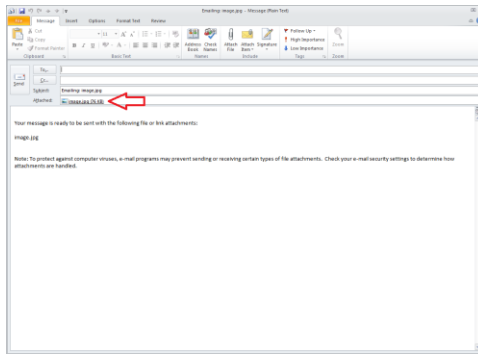 Emailing: image.jpg - Message (Plain Text)
File Message Insert Options Format Text Review
Paste
Cut
Copy
Format Painter
Clipboard
Basic Text
Address Book
Check Names
Names
Attach File
Attach Item
Signature
Include
Follow Up
High Importance
Low Importance
Tags
Zoom
Zoom
Send
To...
Cc...
Subject: Emailing: image.jpg
Attached: image.jpg (76 KB)
Your message is ready to be sent with the following file or link attachments:
image.jpg
Note: To protect against computer viruses, e-mail programs may prevent sending or receiving certain types of file attachments. Check your e-mail security settings to determine how
attachments are handled.